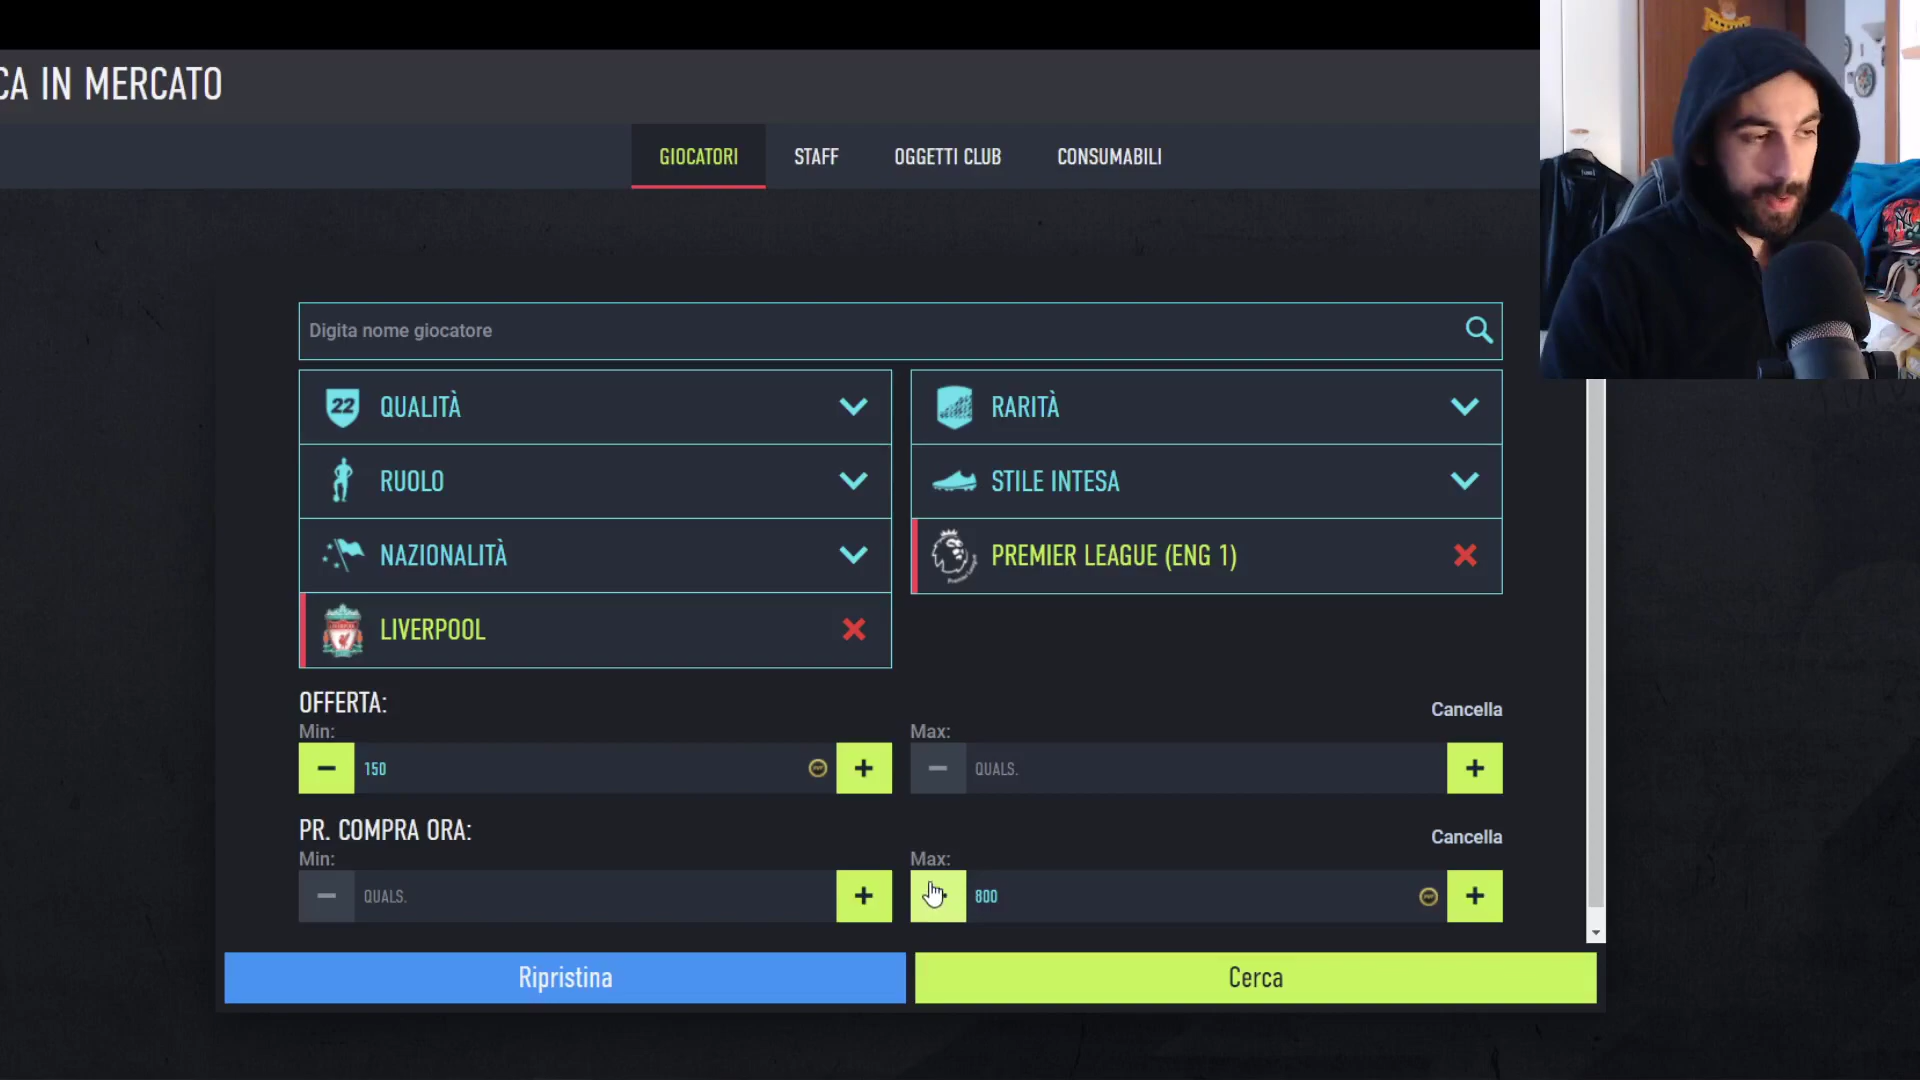 CA IN MERCATO
GIOCATORI STAFF OGGETTI CLUB CONSUMABILI
Digita nome giocatore
22 QUALITÀ
RARITÀ
RUOLO
STILE INTESA
NAZIONALITÀ
PREMIER LEAGUE (ENG 1)
LIVERPOOL
OFFERTA:
Cancella
Min:
Max:
150
QUALS.
PR. COMPRA ORA:
Cancella
Min:
Max:
QUALS.
800
Ripristina
Cerca